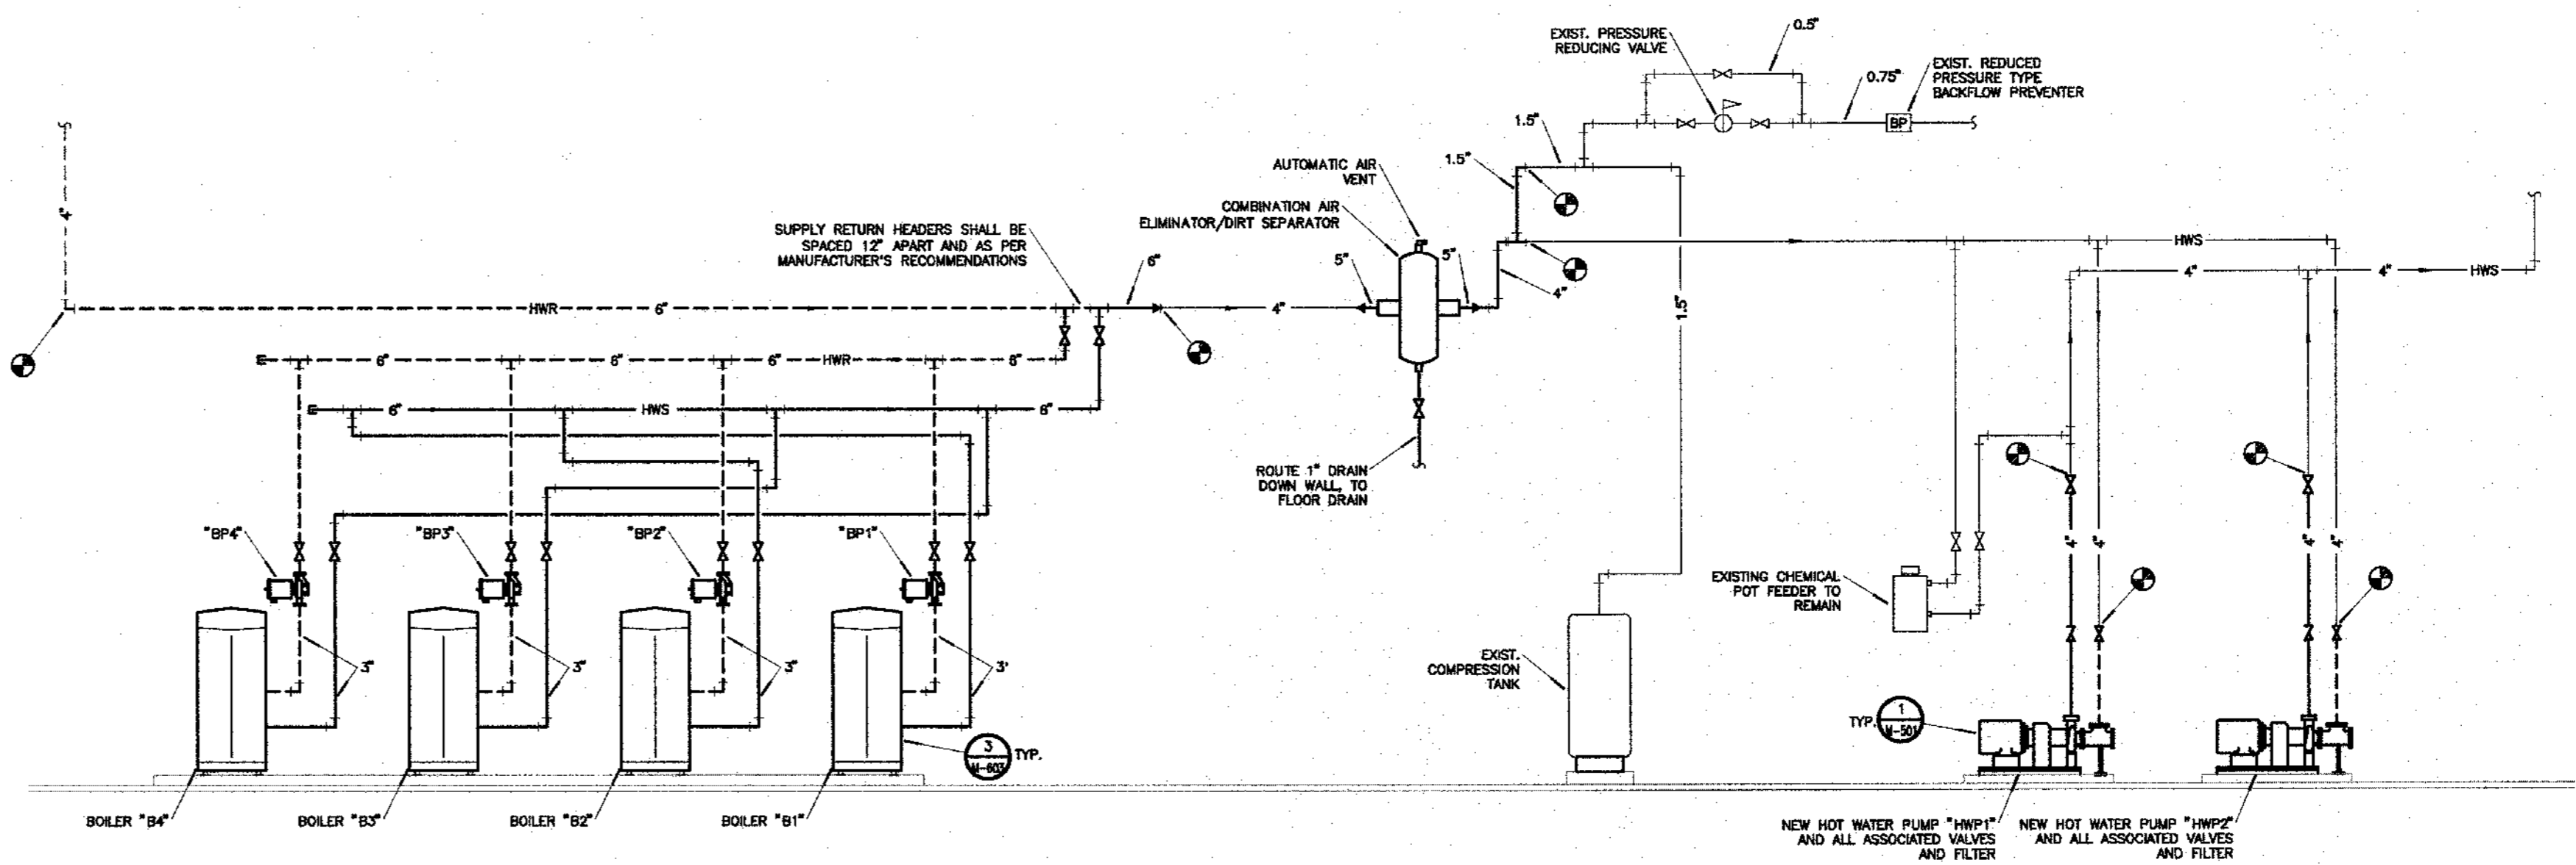 0.5"
EXIST. PRESSURE
REDUCING VALVE
0.75"
EXIST. REDUCED
PRESSURE TYPE
BACKFLOW PREVENTER
BP
1.5"
1.5"
AUTOMATIC AIR
VENT
COMBINATION AIR
ELIMINATOR/DIRT SEPARATOR
4"
SUPPLY RETURN HEADERS SHALL BE
SPACED 12" APART AND AS PER
MANUFACTURER'S RECOMMENDATIONS
6"
5"
5"
4"
HWS
4"
4"
HWS
HWR
6"
4"
1.5"
6"
6"
6"
HWR
6"
6"
HWS
6"
ROUTE 1" DRAIN
DOWN WALL, TO
FLOOR DRAIN
"BP4"
"BP3"
"BP2"
"BP1"
4"
4"
4"
4"
EXISTING CHEMICAL
POT FEEDER TO
REMAIN
3"
3"
3"
3'
EXIST.
COMPRESSION
TANK
TYP.
1
M-501
3
M-603
TYP.
BOILER "B4"
BOILER "B3"
BOILER "B2"
BOILER "B1"
NEW HOT WATER PUMP "HWP1"
AND ALL ASSOCIATED VALVES
AND FILTER
NEW HOT WATER PUMP "HWP2"
AND ALL ASSOCIATED VALVES
AND FILTER